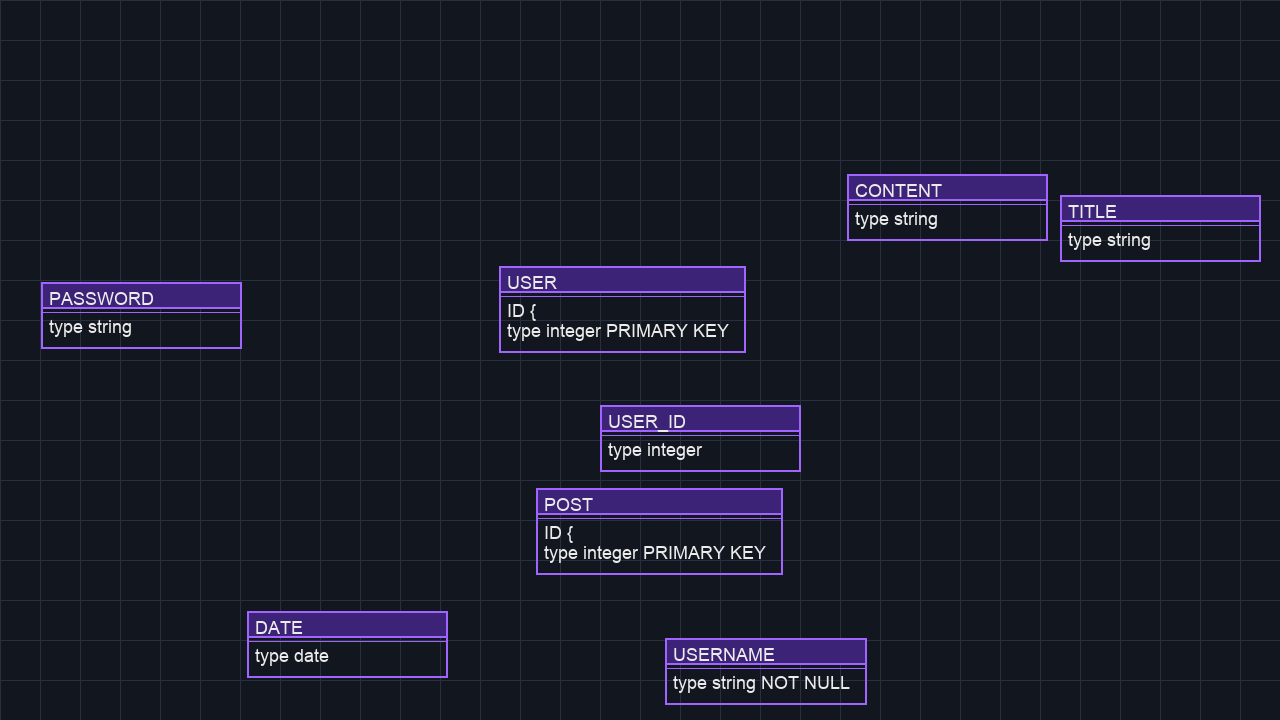 CONTENT
type string
TITLE
type string
USER
ID {
type integer PRIMARY KEY
PASSWORD
type string
USER_ID
type integer
POST
ID {
type integer PRIMARY KEY
DATE
type date
USERNAME
type string NOT NULL